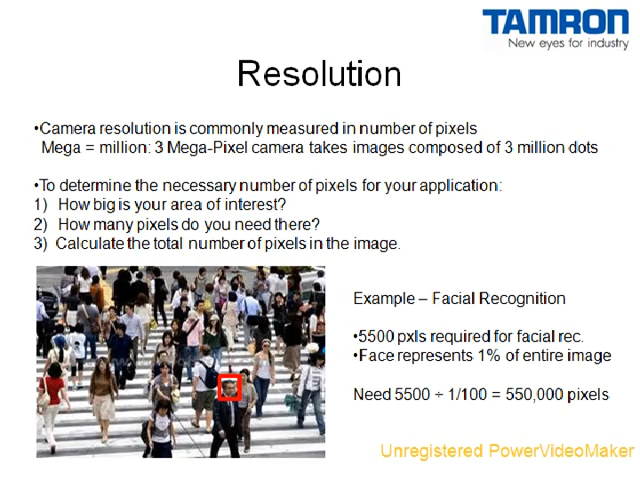 TAMRON
New eyes for industry
Resolution
•Camera resolution is commonly measured in number of pixels
Mega = million: 3 Mega-Pixel camera takes images composed of 3 million dots
•To determine the necessary number of pixels for your application:
1) How big is your area of interest?
2) How many pixels do you need there?
3) Calculate the total number of pixels in the image.
Example – Facial Recognition
•5500 pxls required for facial rec.
•Face represents 1% of entire image
Need 5500 ÷ 1/100 = 550,000 pixels
Unregistered PowerVideoMaker